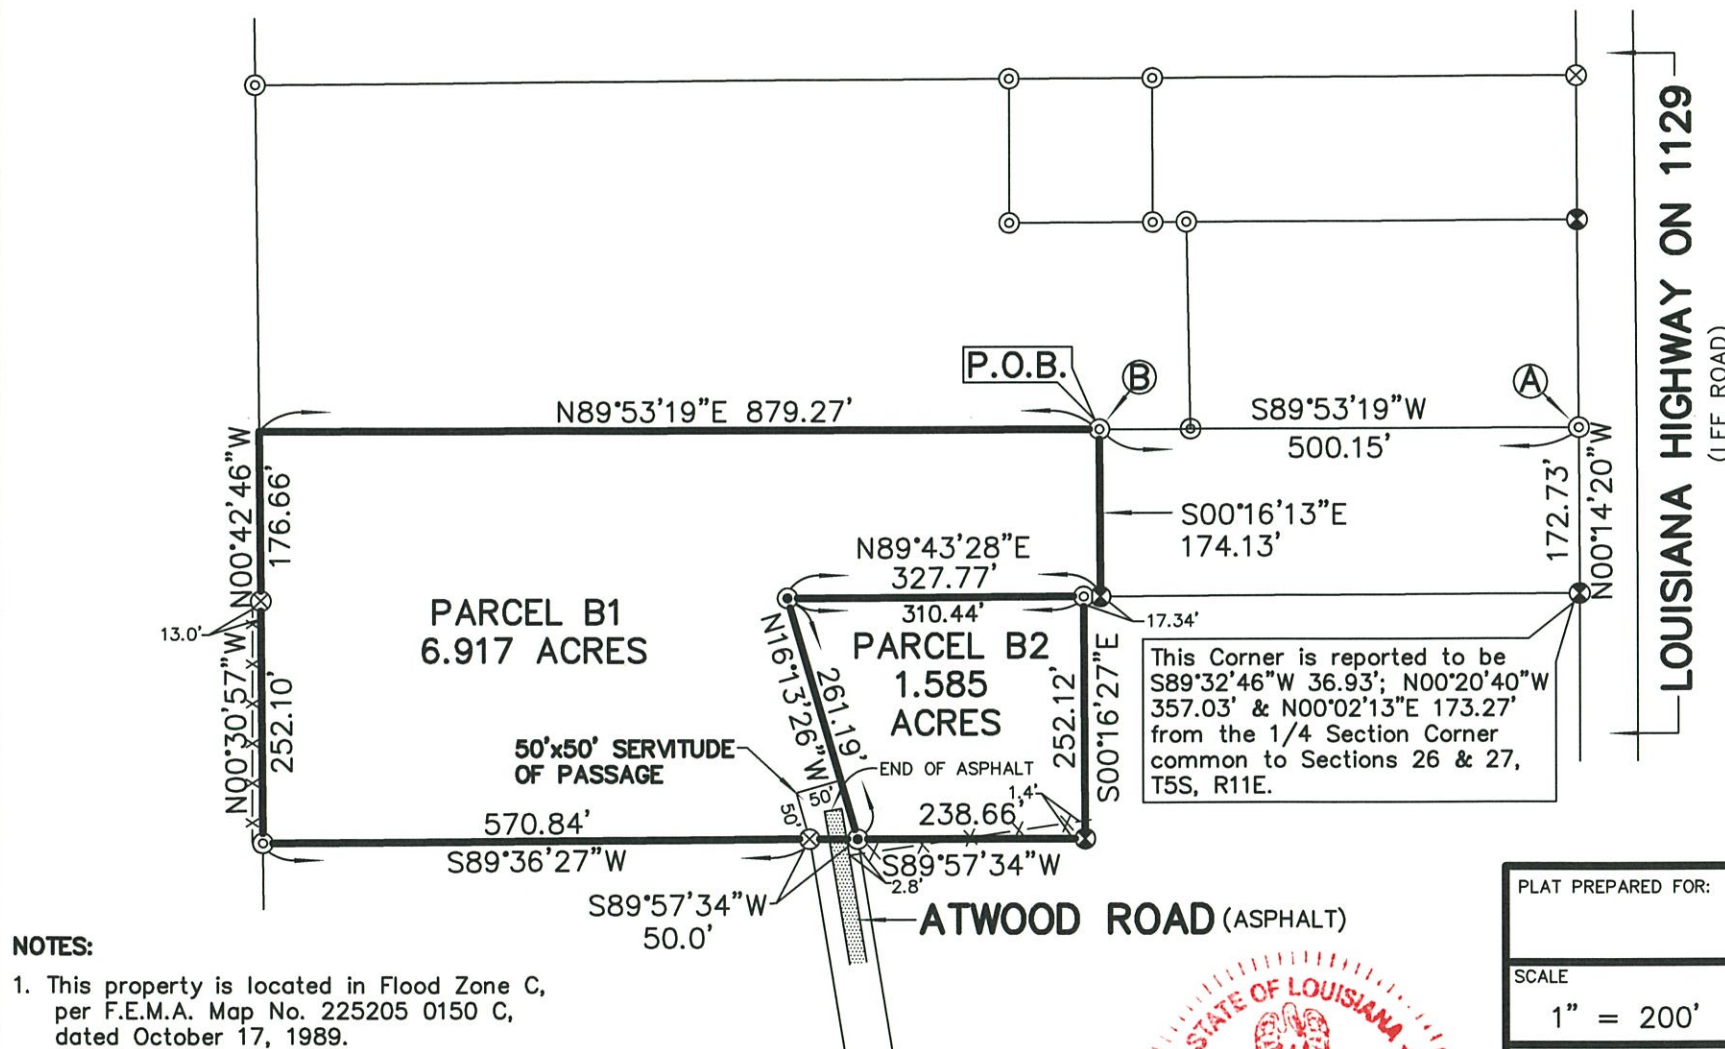 LOUISIANA HIGHWAY ON 1129
(LEE ROAD)
P.O.B.
B
A
N89°53'19"E 879.27'
S89°53'19"W
500.15'
N00°42'46"W
176.66'
S00°16'13"E
174.13'
172.73'
N00°14'20"W
N89°43'28"E
327.77'
310.44'
17.34'
13.0'
PARCEL B1
6.917 ACRES
PARCEL B2
1.585
ACRES
N16°13'26"W
261.19'
252.12'
S00°16'27"E
This Corner is reported to be
S89°32'46"W 36.93'; N00°20'40"W
357.03' & N00°02'13"E 173.27'
from the 1/4 Section Corner
common to Sections 26 & 27,
T5S, R11E.
N00°30'57"W
252.10'
50'x50' SERVITUDE
OF PASSAGE
END OF ASPHALT
50'
50'
1.4'
570.84'
S89°36'27"W
238.66'
S89°57'34"W
2.8'
S89°57'34"W
50.0'
ATWOOD ROAD (ASPHALT)
NOTES:
1. This property is located in Flood Zone C,
per F.E.M.A. Map No. 225205 0150 C,
dated October 17, 1989.
STATE OF LOUISIANA
PLAT PREPARED FOR:
SCALE
1" = 200'